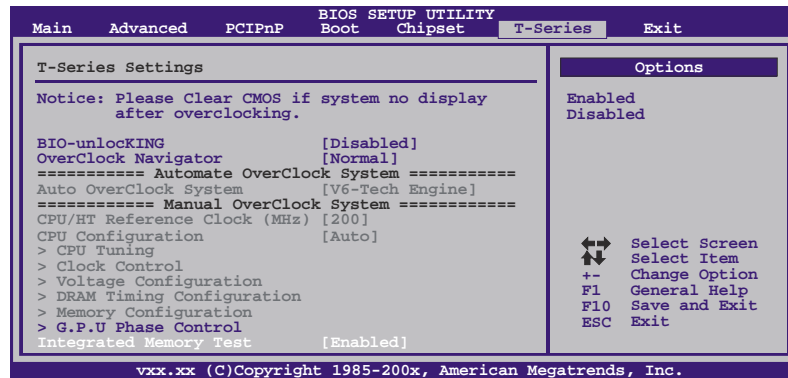 BIOS SETUP UTILITY
Main Advanced PCIPnP Boot Chipset T-Series Exit
T-Series Settings
Notice: Please Clear CMOS if system no display
after overclocking.
BIO-unlocKING [Disabled]
OverClock Navigator [Normal]
=========== Automate OverClock System ===========
Auto OverClock System [V6-Tech Engine]
============ Manual OverClock System ============
CPU/HT Reference Clock (MHz) [200]
CPU Configuration [Auto]
> CPU Tuning
> Clock Control
> Voltage Configuration
> DRAM Timing Configuration
> Memory Configuration
> G.P.U Phase Control
Integrated Memory Test [Enabled]
Options
Enabled
Disabled
Select Screen
Select Item
+- Change Option
F1 General Help
F10 Save and Exit
ESC Exit
vxx.xx (C)Copyright 1985-200x, American Megatrends, Inc.